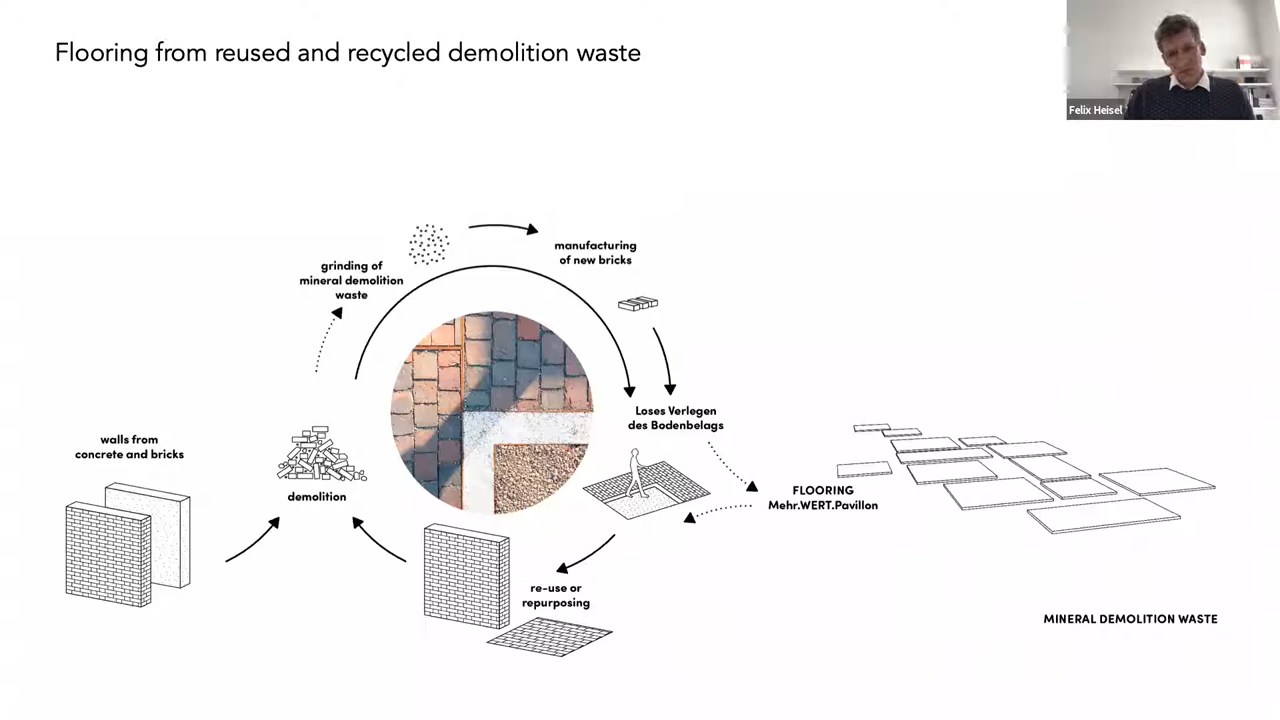 Flooring from reused and recycled demolition waste
Felix Heisel
grinding of
mineral demolition
waste
manufacturing
of new bricks
Loses Verlegen
des Bodenbelags
walls from
concrete and bricks
demolition
FLOORING
Mehr.WERT.Pavillon
re-use or
repurposing
MINERAL DEMOLITION WASTE